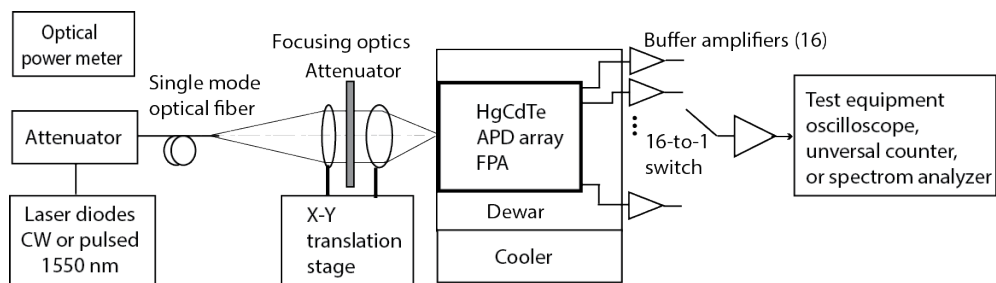 Optical
power meter
Single mode
optical fiber
Attenuator
Laser diodes
CW or pulsed
1550 nm
Focusing optics
Attenuator
X-Y
translation
stage
HgCdTe
APD array
FPA
Dewar
Cooler
Buffer amplifiers (16)
16-to-1
switch
Test equipment
oscilloscope,
unversal counter,
or spectrom analyzer